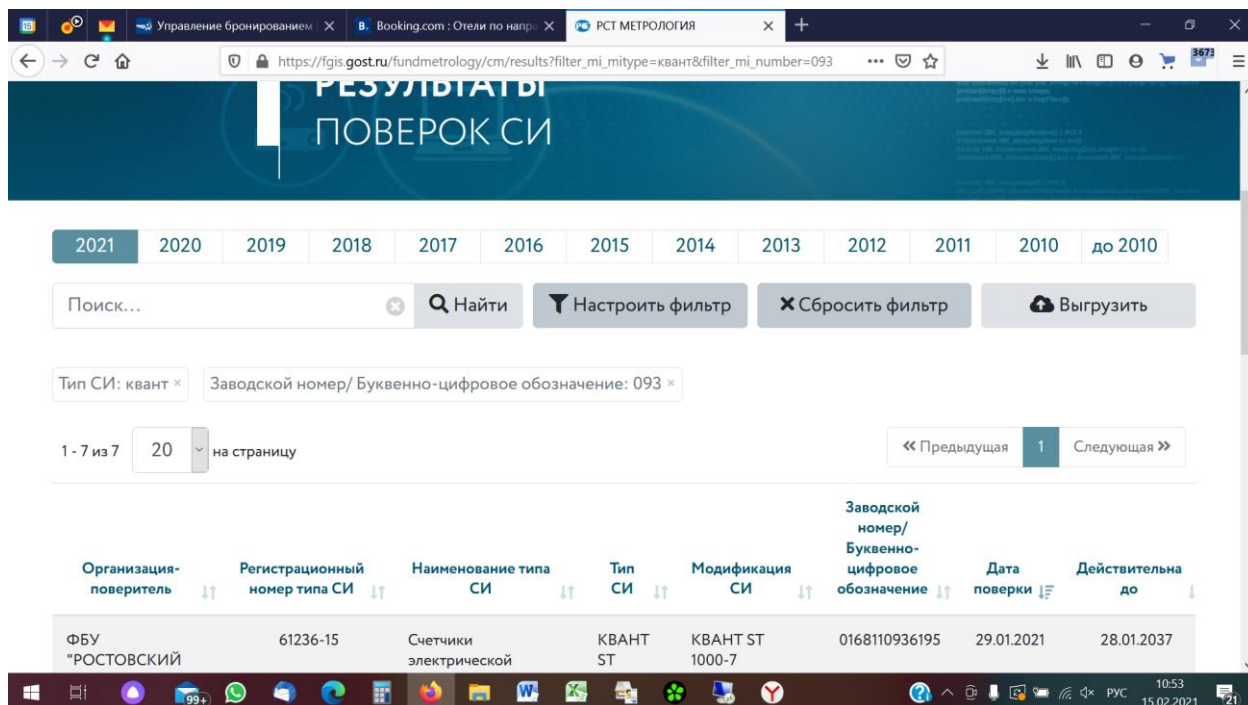 15
Управление бронированием
B. Booking.com : Отели по напра
РСТ МЕТРОЛОГИЯ
https://fgis.gost.ru/fundmetrology/cm/results?filter_mi_mitype=квант&filter_mi_number=093
3673
РЕЗУЛЬТАТЫ
ПОВЕРОК СИ
2021 2020 2019 2018 2017 2016 2015 2014 2013 2012 2011 2010 до 2010
Поиск... Найти Настроить фильтр Сбросить фильтр Выгрузить
Тип СИ: квант × Заводской номер/ Буквенно-цифровое обозначение: 093 ×
1 - 7 из 7 20 на страницу Предыдущая 1 Следующая
Организация-
поверитель
Регистрационный
номер типа СИ
Наименование типа
СИ
Тип
СИ
Модификация
СИ
Заводской
номер/
Буквенно-
цифровое
обозначение
Дата
поверки
Действительна
до
ФБУ 61236-15 Счетчики КВАНТ КВАНТ ST 0168110936195 29.01.2021 28.01.2037
"РОСТОВСКИЙ электрической ST 1000-7
99+
РУС
10:53
15.02.2021
21